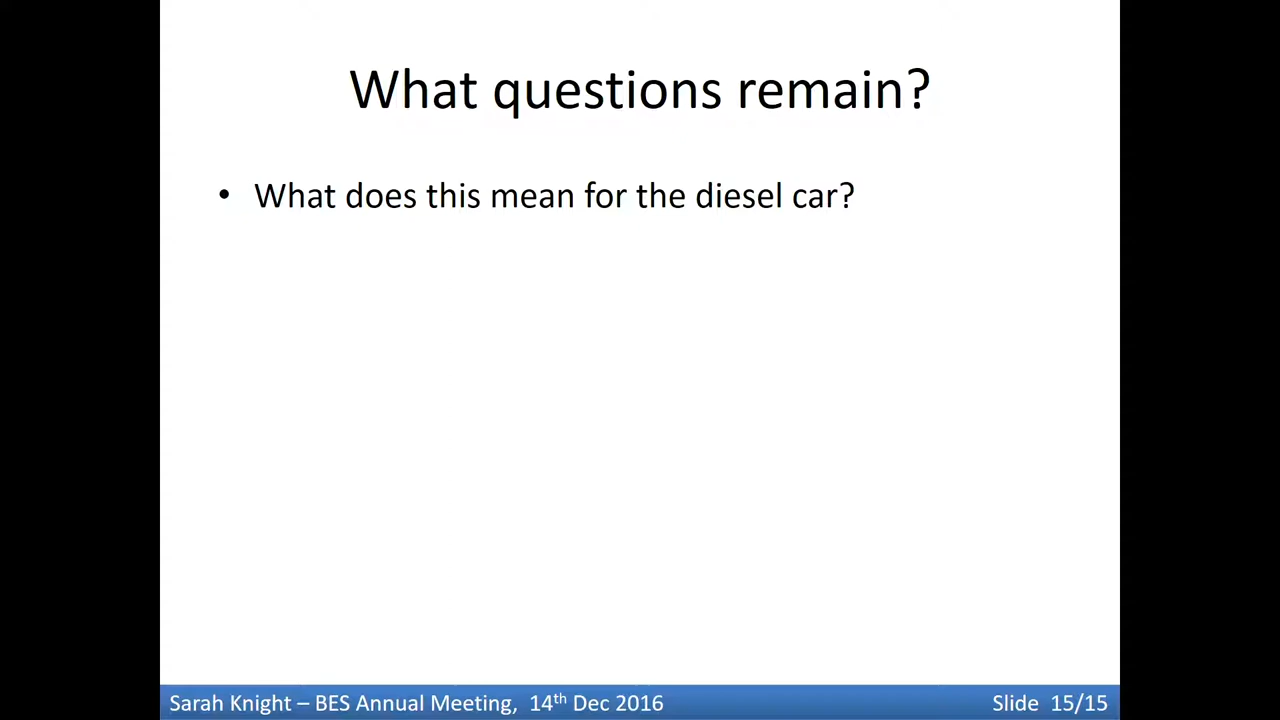 What questions remain?
• What does this mean for the diesel car?
Sarah Knight – BES Annual Meeting, 14th Dec 2016 Slide 15/15